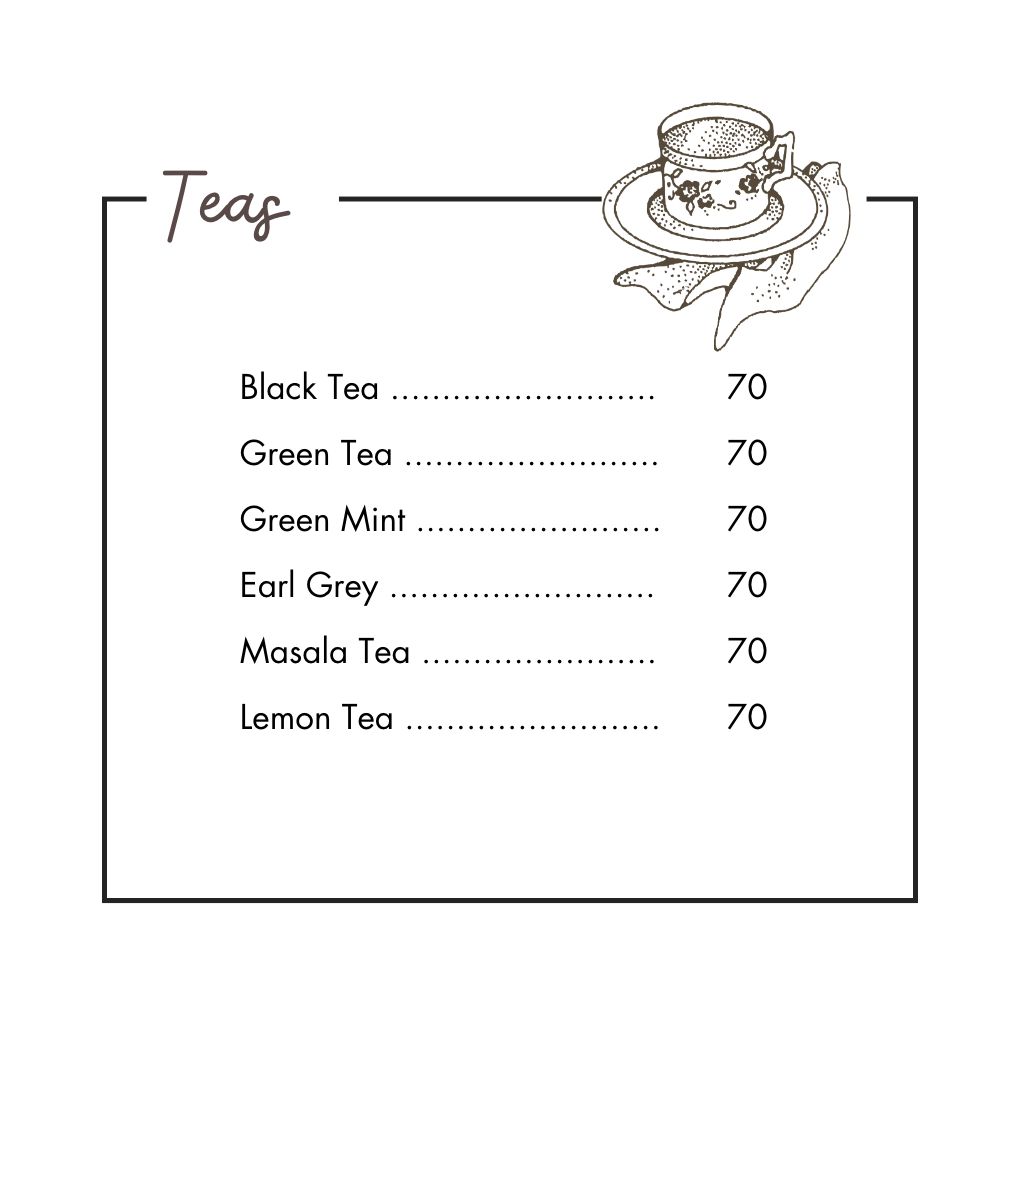 Teas
Black Tea .......................... 70
Green Tea ......................... 70
Green Mint ........................ 70
Earl Grey .......................... 70
Masala Tea ....................... 70
Lemon Tea ......................... 70